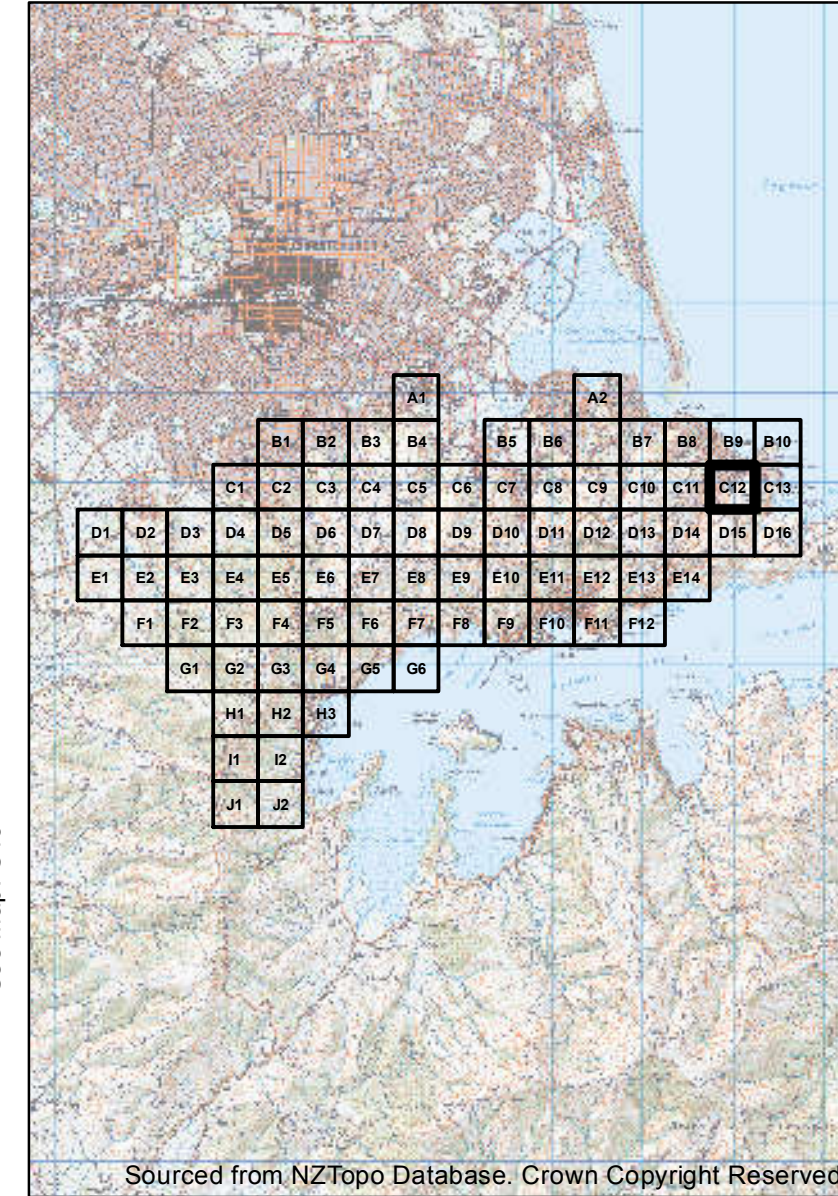 A1 A2
B1 B2 B3 B4 B5 B6 B7 B8 B9 B10
C1 C2 C3 C4 C5 C6 C7 C8 C9 C10 C11 C12 C13
D1 D2 D3 D4 D5 D6 D7 D8 D9 D10 D11 D12 D13 D14 D15 D16
E1 E2 E3 E4 E5 E6 E7 E8 E9 E10 E11 E12 E13 E14
F1 F2 F3 F4 F5 F6 F7 F8 F9 F10 F11 F12
G1 G2 G3 G4 G5 G6
H1 H2 H3
I1 I2
J1 J2
Sourced from NZTopo Database. Crown Copyright Reserved